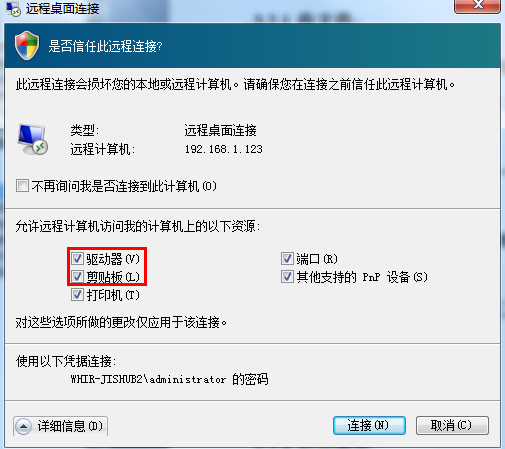 远程桌面连接
是否信任此远程连接?
此远程连接会损坏您的本地或远程计算机。请确保您在连接之前信任此远程计算机。
类型: 远程桌面连接
远程计算机: 192.168.1.123
不再询问我是否连接到此计算机(O)
允许远程计算机访问我的计算机上的以下资源:
驱动器(V) 端口(R)
剪贴板(L) 其他支持的 PnP 设备(S)
打印机(T)
对这些选项所做的更改仅应用于该连接。
使用以下凭据连接:
WHIR-JISHUB2\administrator 的密码
详细信息(D) 连接(N) 取消(C)